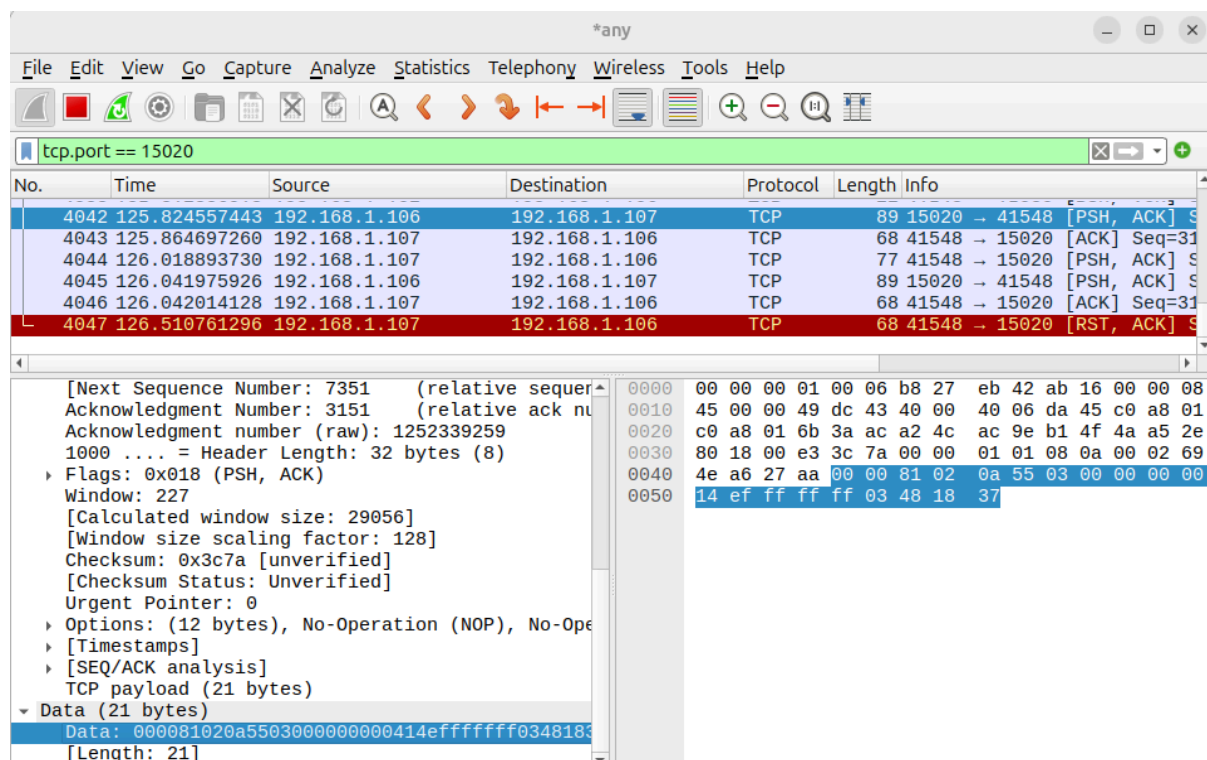 *any
File Edit View Go Capture Analyze Statistics Telephony Wireless Tools Help
tcp.port == 15020
No. Time Source Destination Protocol Length Info
4042 125.824557443 192.168.1.106 192.168.1.107 TCP 89 15020 → 41548 [PSH, ACK] S
4043 125.864697260 192.168.1.107 192.168.1.106 TCP 68 41548 → 15020 [ACK] Seq=31
4044 126.018893730 192.168.1.107 192.168.1.106 TCP 77 41548 → 15020 [PSH, ACK] S
4045 126.041975926 192.168.1.106 192.168.1.107 TCP 89 15020 → 41548 [PSH, ACK] S
4046 126.042014128 192.168.1.107 192.168.1.106 TCP 68 41548 → 15020 [ACK] Seq=31
4047 126.510761296 192.168.1.107 192.168.1.106 TCP 68 41548 → 15020 [RST, ACK] S
[Next Sequence Number: 7351 (relative sequen
Acknowledgment Number: 3151 (relative ack nu
Acknowledgment number (raw): 1252339259
1000 .... = Header Length: 32 bytes (8)
Flags: 0x018 (PSH, ACK)
Window: 227
[Calculated window size: 29056]
[Window size scaling factor: 128]
Checksum: 0x3c7a [unverified]
[Checksum Status: Unverified]
Urgent Pointer: 0
Options: (12 bytes), No-Operation (NOP), No-Ope
[Timestamps]
[SEQ/ACK analysis]
TCP payload (21 bytes)
Data (21 bytes)
Data: 000081020a5503000000000414efffffff0348183
[Length: 21]
0000 00 00 00 01 00 06 b8 27 eb 42 ab 16 00 00 08
0010 45 00 00 49 dc 43 40 00 40 06 da 45 c0 a8 01
0020 c0 a8 01 6b 3a ac a2 4c ac 9e b1 4f 4a a5 2e
0030 80 18 00 e3 3c 7a 00 00 01 01 08 0a 00 02 69
0040 4e a6 27 aa 00 00 81 02 0a 55 03 00 00 00 00
0050 14 ef ff ff ff 03 48 18 37